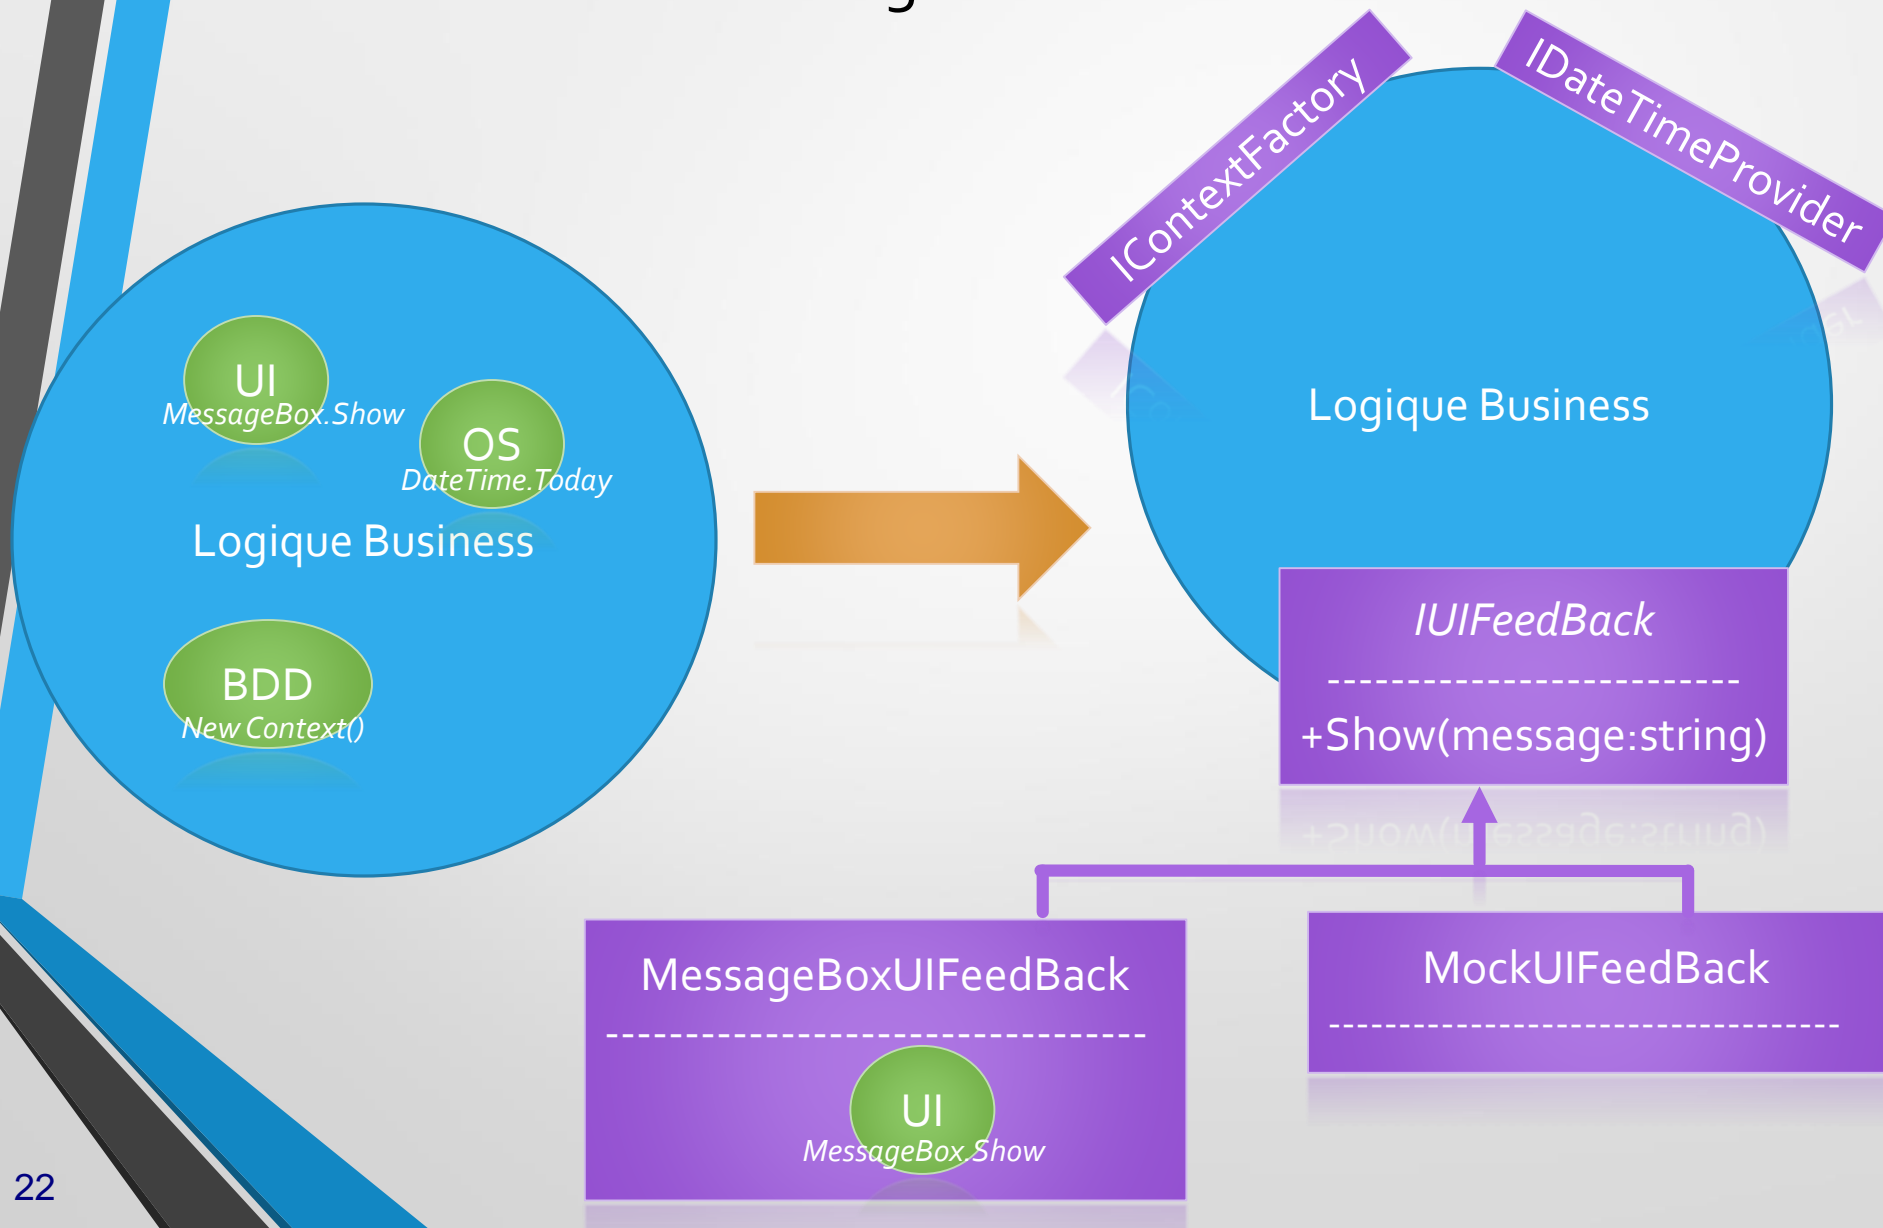 UI
MessageBox.Show
OS
DateTime.Today
Logique Business
BDD
New Context()
IContextFactory
IDateTimeProvider
Logique Business
IUIFeedBack
--------------------------
+Show(message:string)
MessageBoxUIFeedBack
----------------------------------
UI
MessageBox.Show
MockUIFeedBack
------------------------------------
22